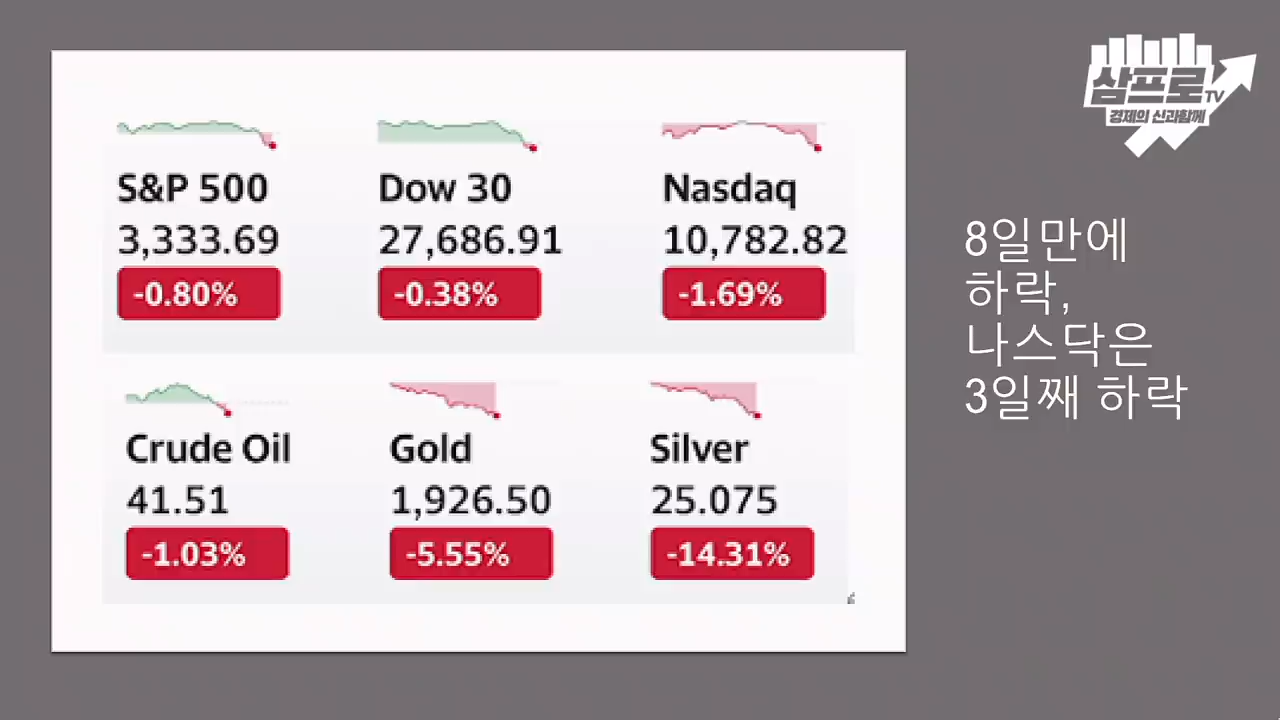 삼프로TV
경제의 신과함께
S&P 500
3,333.69
-0.80%
Dow 30
27,686.91
-0.38%
Nasdaq
10,782.82
-1.69%
Crude Oil
41.51
-1.03%
Gold
1,926.50
-5.55%
Silver
25.075
-14.31%
8일만에
하락,
나스닥은
3일째 하락